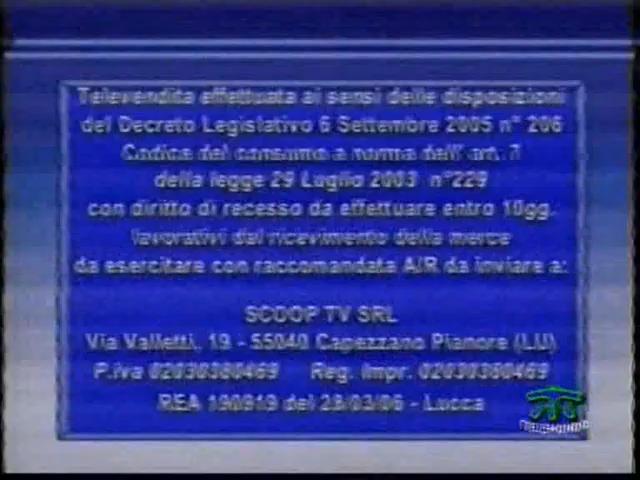 Televendita effettuata ai sensi delle disposizioni
del Decreto Legislativo 6 Settembre 2005 n° 206
Codice del consumo a norma dell' art. 7
della legge 29 Luglio 2003 n°229
con diritto di recesso da effettuare entro 10gg.
lavorativi dal ricevimento della merce
da esercitare con raccomandata A/R da inviare a:
SCOOP TV SRL
Via Valletti, 19 - 55040 Capezzano Pianore (LU)
P.iva 02030380469 Reg. Impr. 02030380469
REA 190919 del 28/03/06 - Lucca